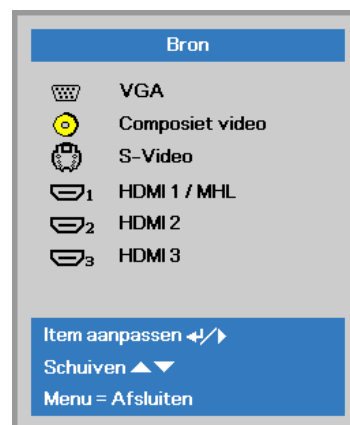 Bron
VGA
Composiet video
S-Video
1 HDMI 1 / MHL
2 HDMI 2
3 HDMI 3
Item aanpassen
Schuiven
Menu = Afsluiten